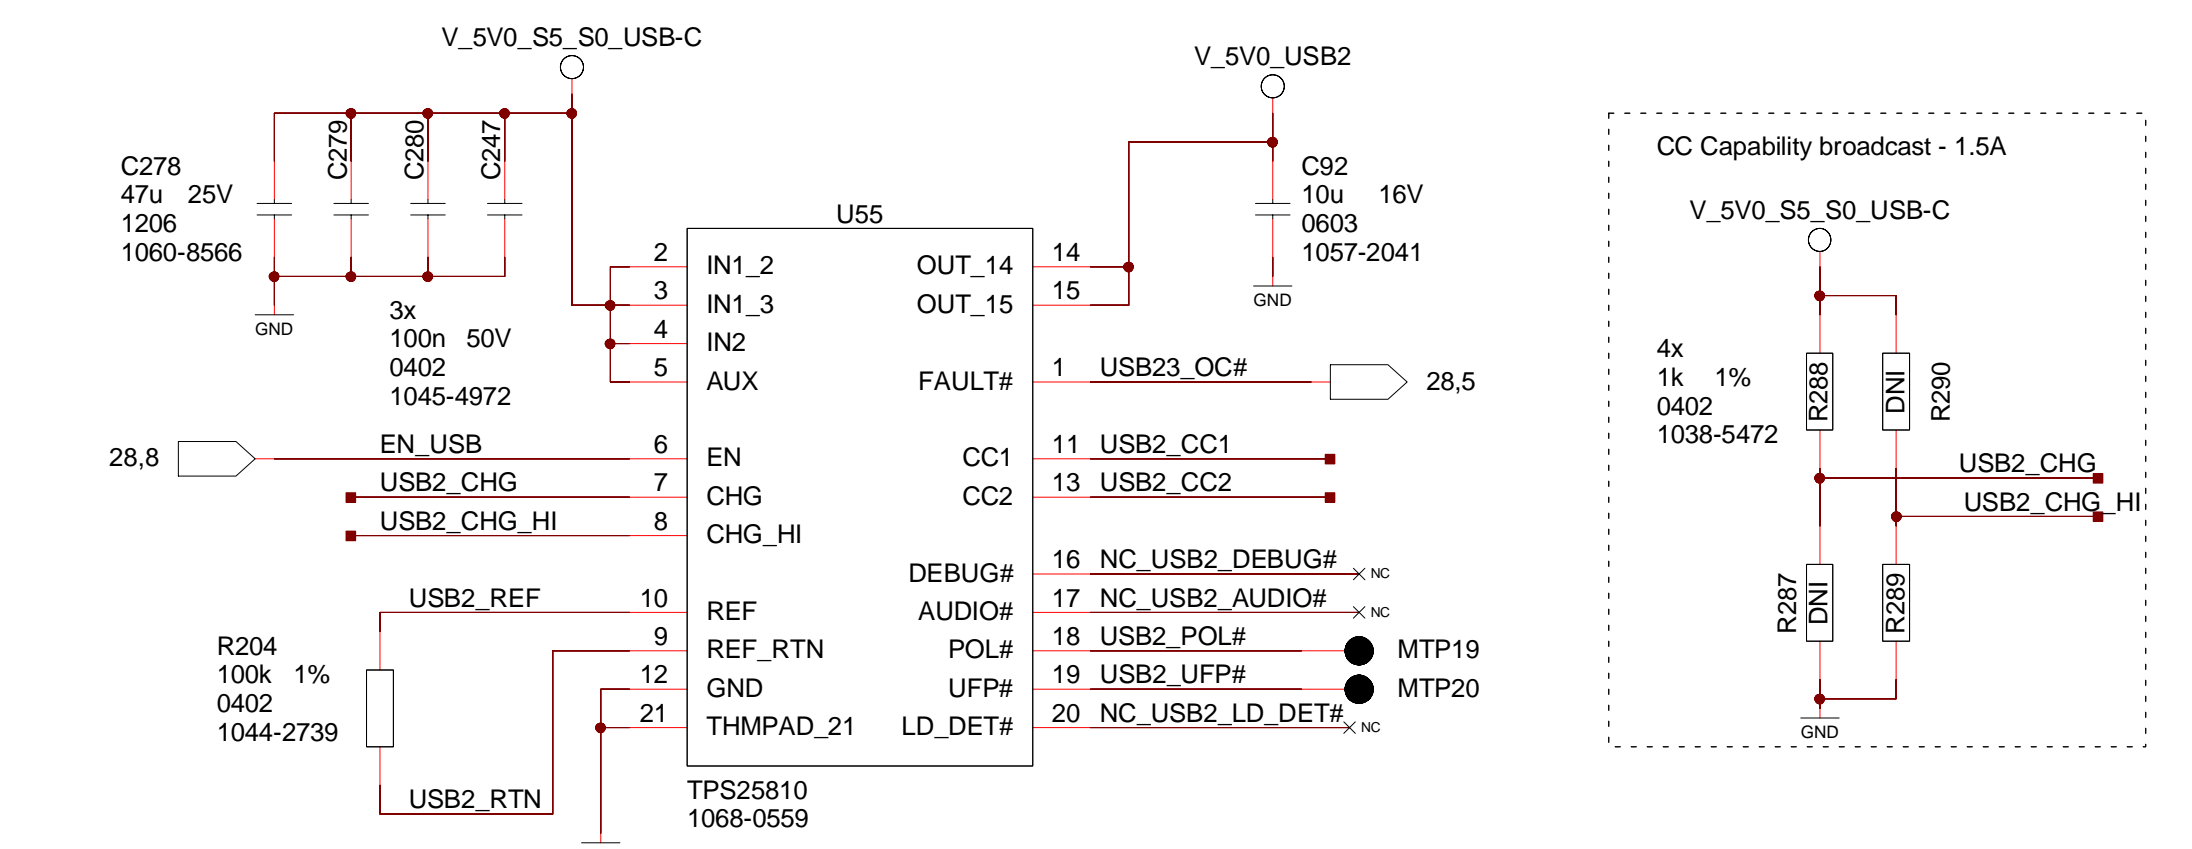 V_5V0_S5_S0_USB-C
C278
47u 25V
1206
1060-8566
C279
C280
C247
GND
3x
100n 50V
0402
1045-4972
V_5V0_USB2
C92
10u 16V
0603
1057-2041
GND
U55
2 IN1_2
3 IN1_3
4 IN2
5 AUX
28,8 EN_USB 6 EN
USB2_CHG 7 CHG
USB2_CHG_HI 8 CHG_HI
USB2_REF 10 REF
9 REF_RTN
12 GND
21 THMPAD_21
R204
100k 1%
0402
1044-2739
USB2_RTN
OUT_14 14
OUT_15 15
FAULT# 1 USB23_OC# 28,5
CC1 11 USB2_CC1
CC2 13 USB2_CC2
DEBUG# 16 NC_USB2_DEBUG# NC
AUDIO# 17 NC_USB2_AUDIO# NC
POL# 18 USB2_POL# MTP19
UFP# 19 USB2_UFP# MTP20
LD_DET# 20 NC_USB2_LD_DET# NC
TPS25810
1068-0559
CC Capability broadcast - 1.5A
V_5V0_S5_S0_USB-C
4x
1k 1%
0402
1038-5472
R288
DNI
R290
USB2_CHG
USB2_CHG_HI
R287
DNI
R289
GND